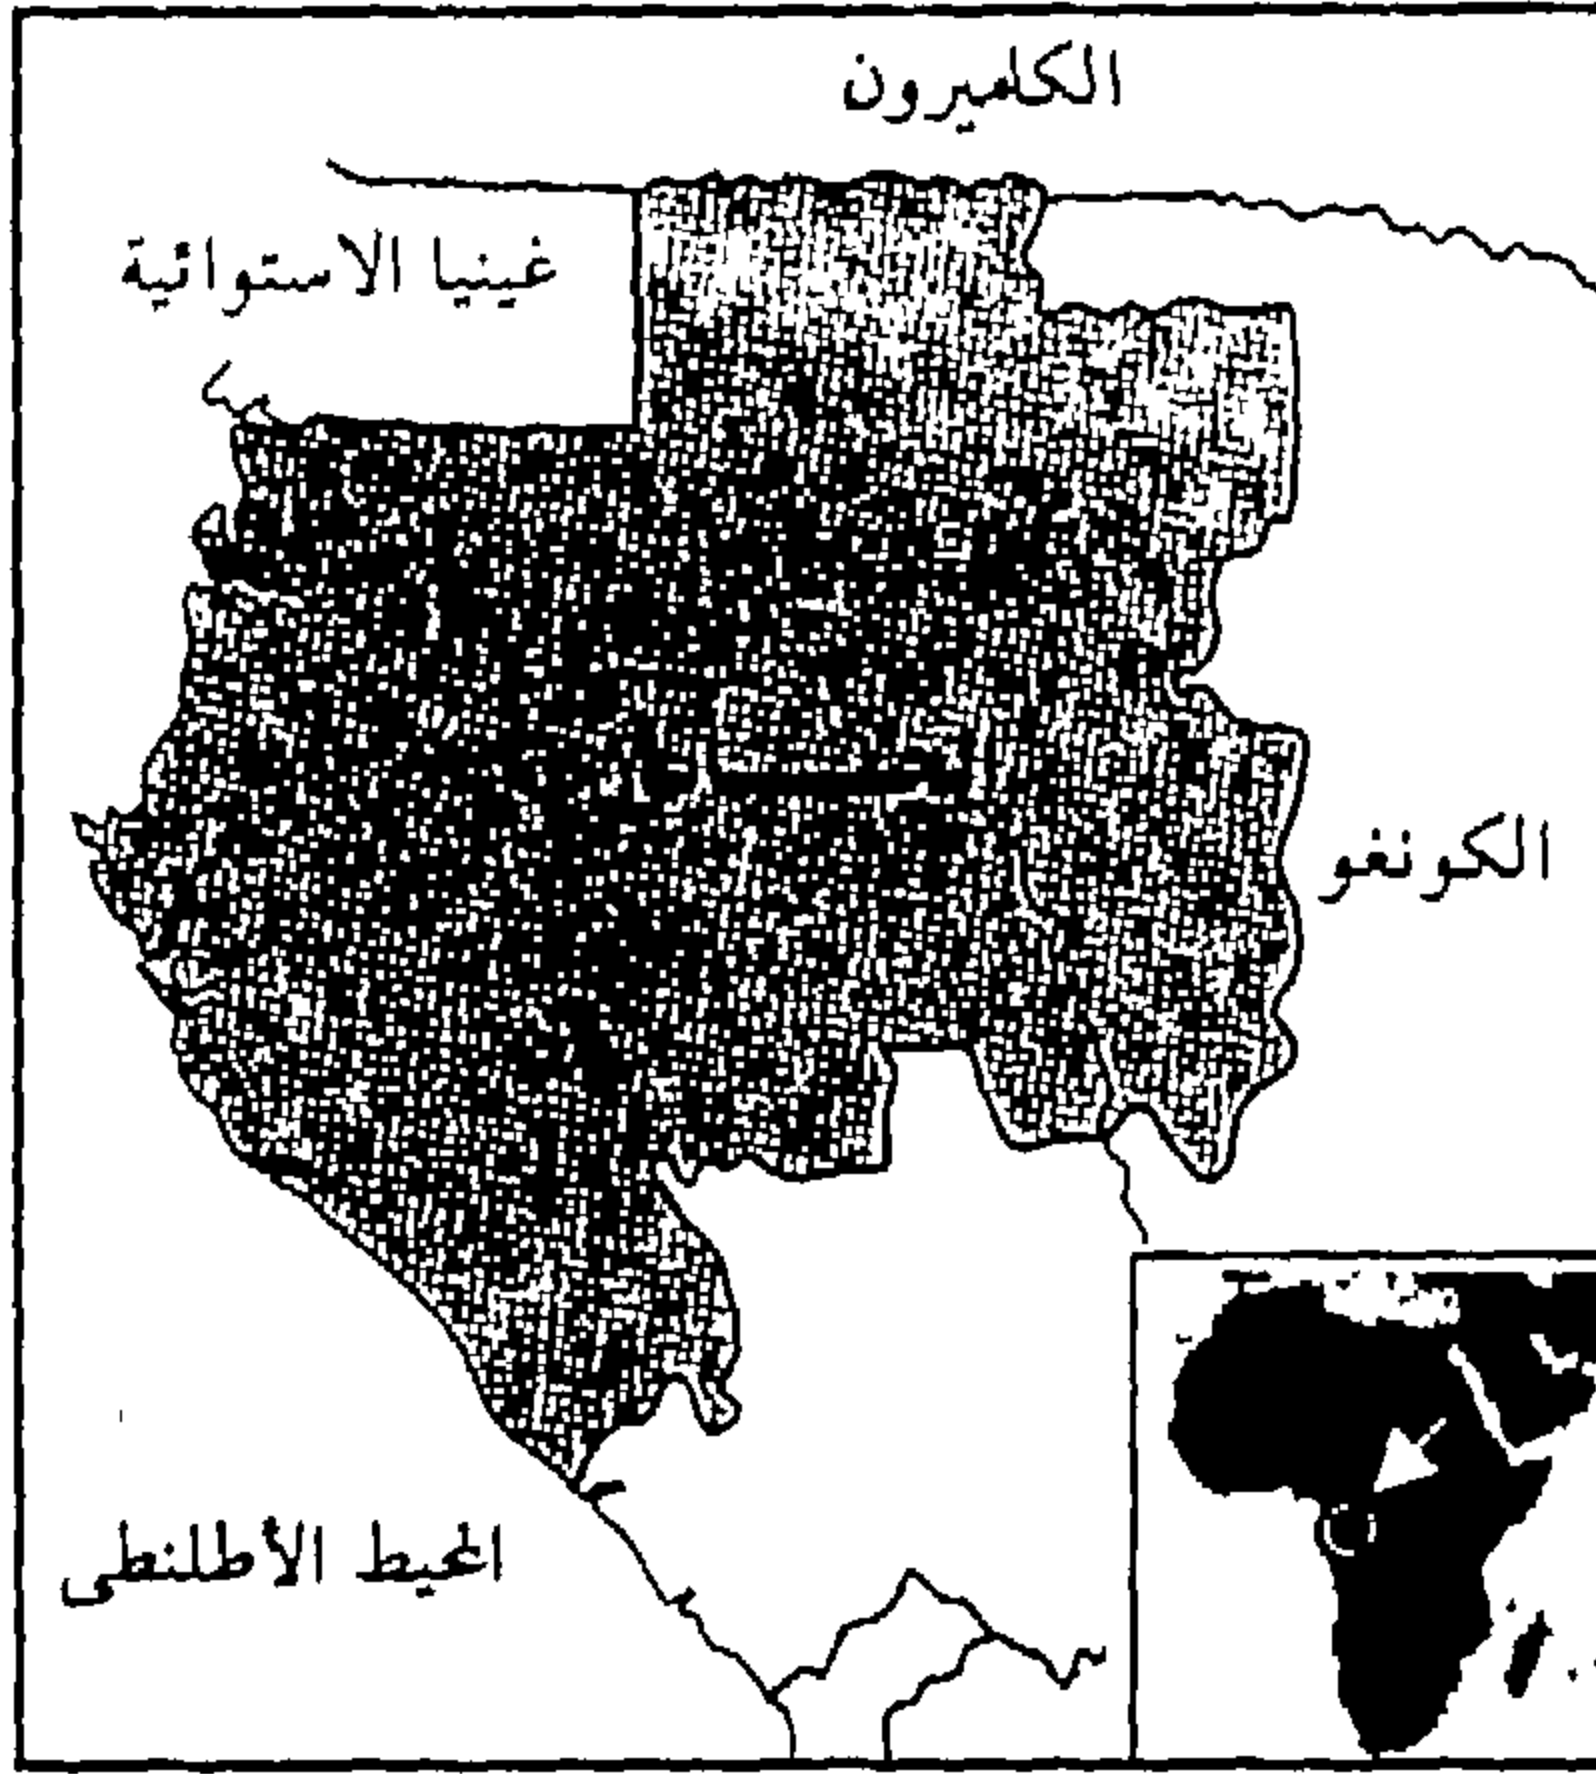 الكاميرون
غينيا الاستوائية
الكونغو
المحيط الأطلنطى